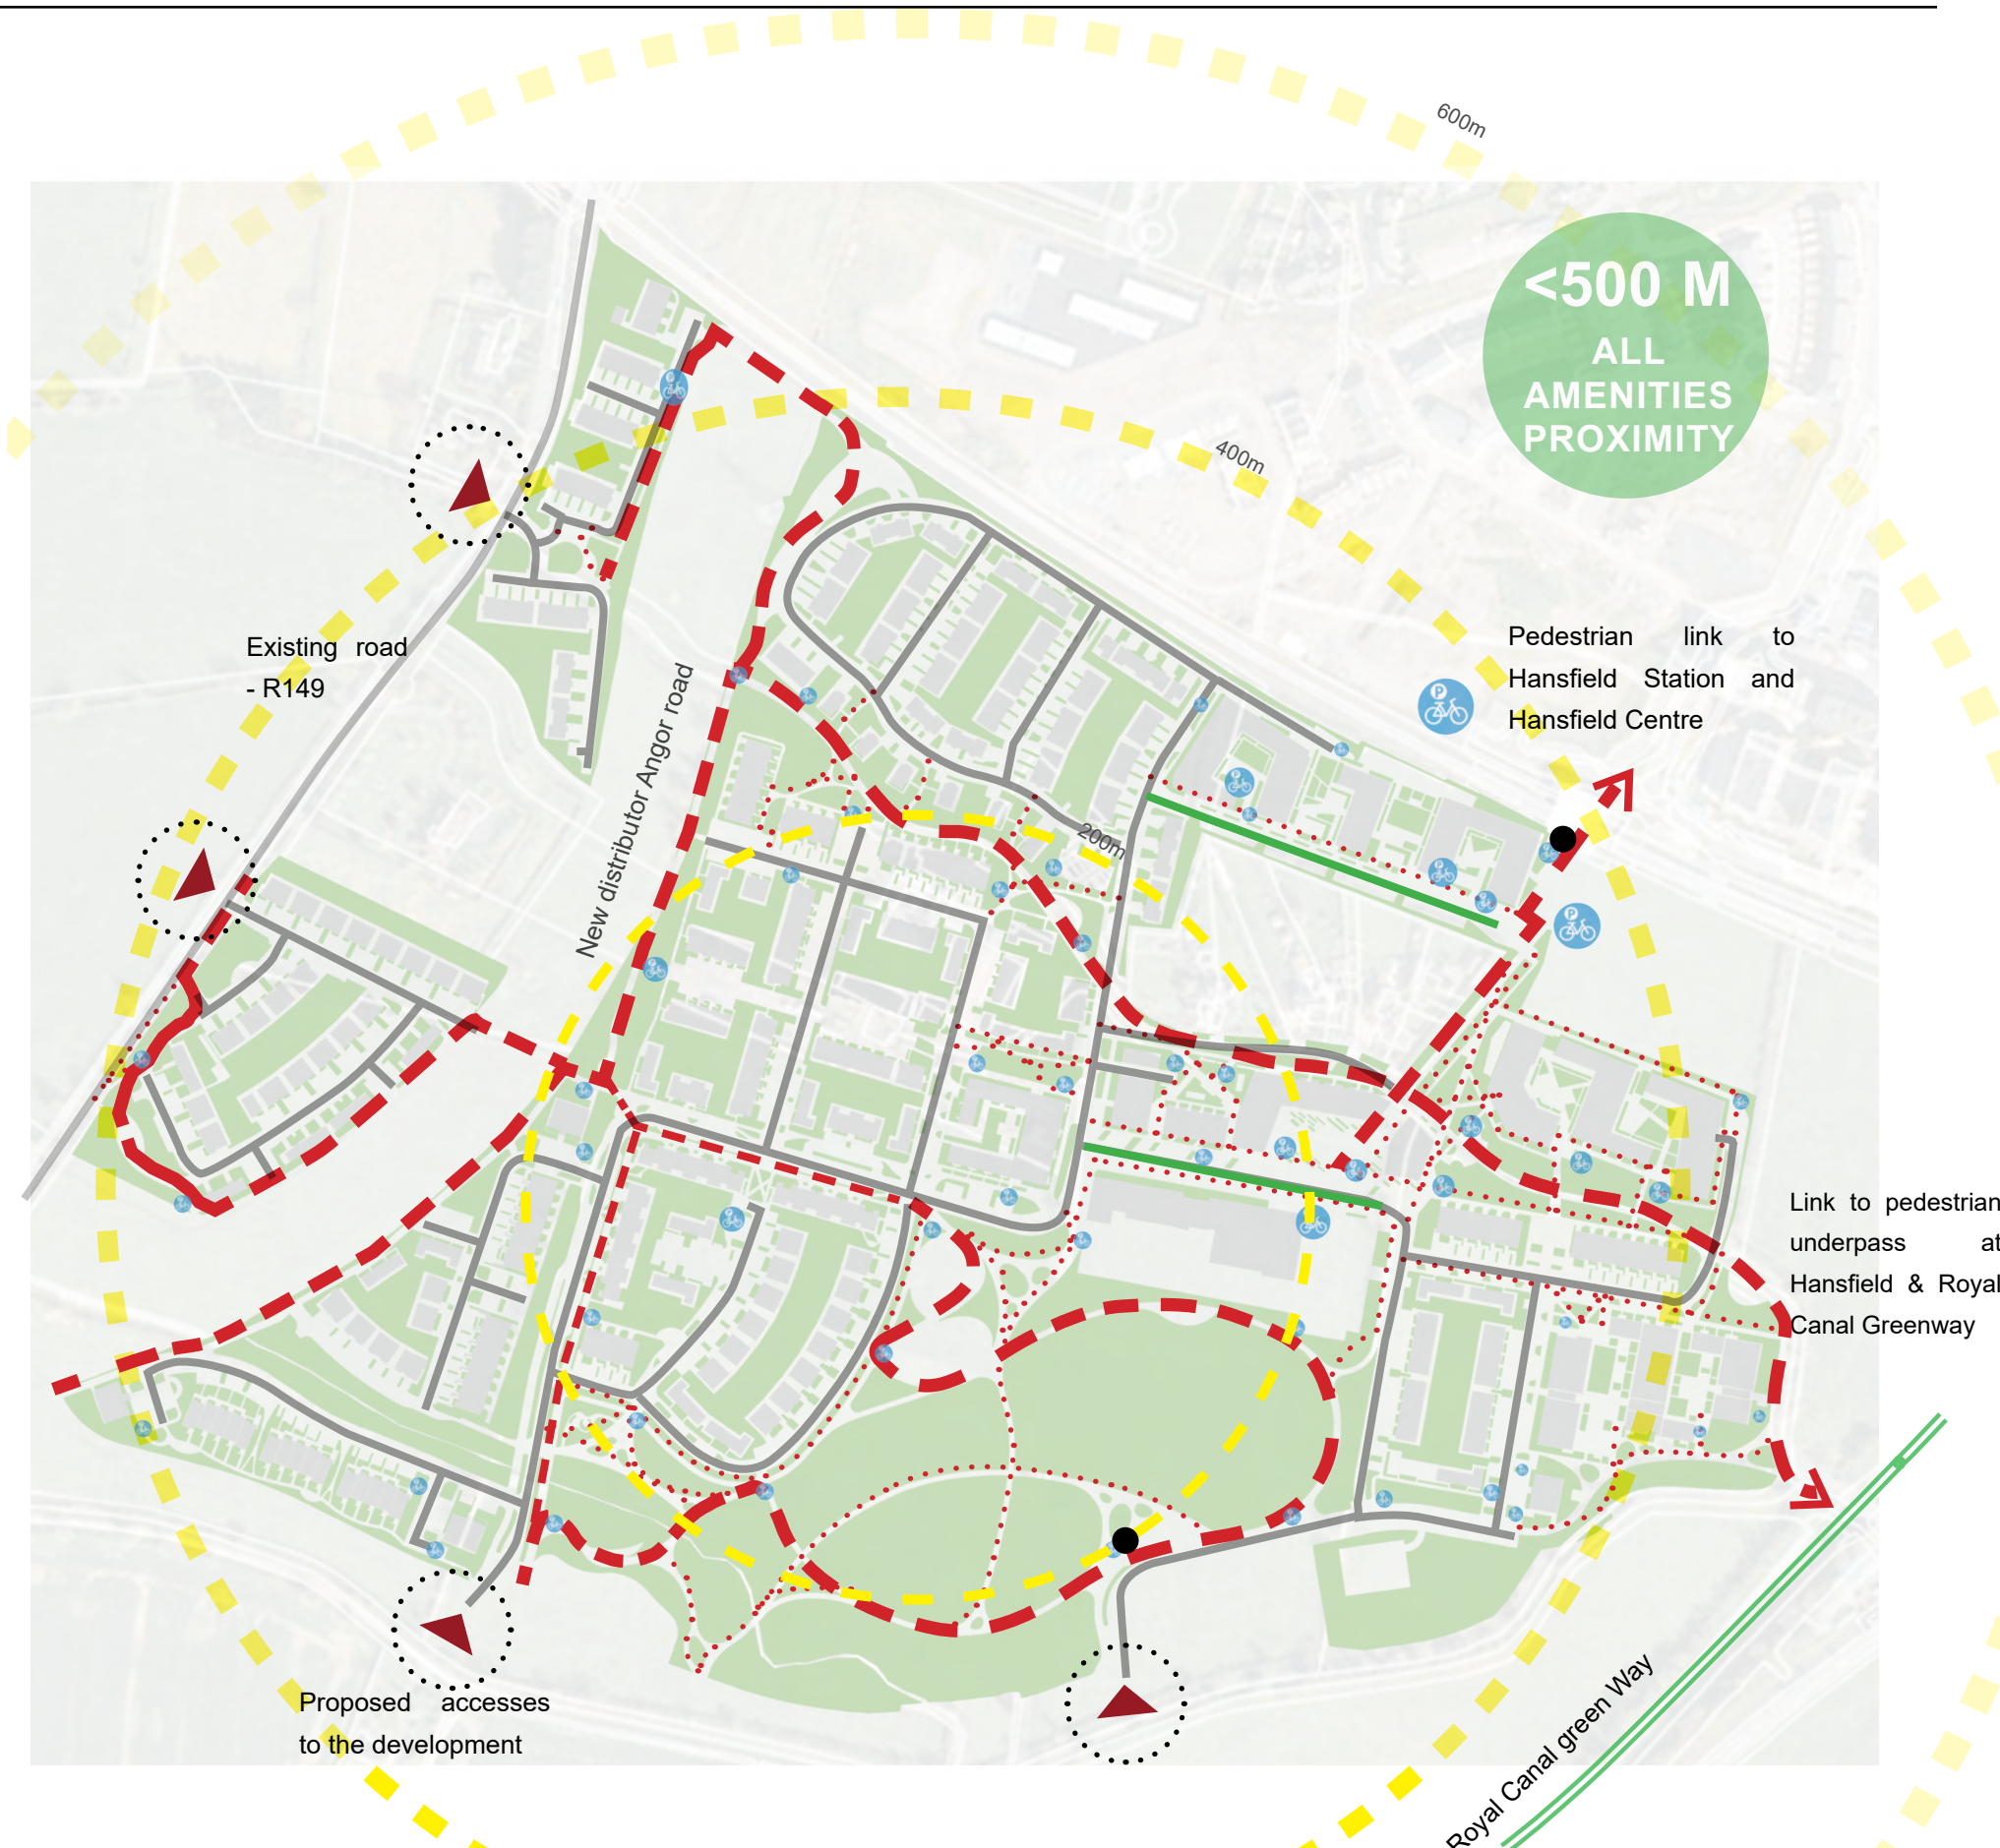 600m
<500 M
ALL
AMENITIES
PROXIMITY
400m
Existing road
- R149
Pedestrian link to
Hansfield Station and
Hansfield Centre
New distributor Angor road
200m
Link to pedestrian
underpass at
Hansfield & Royal
Canal Greenway
Proposed accesses
to the development
Royal Canal green Way
P
P
P
P
P